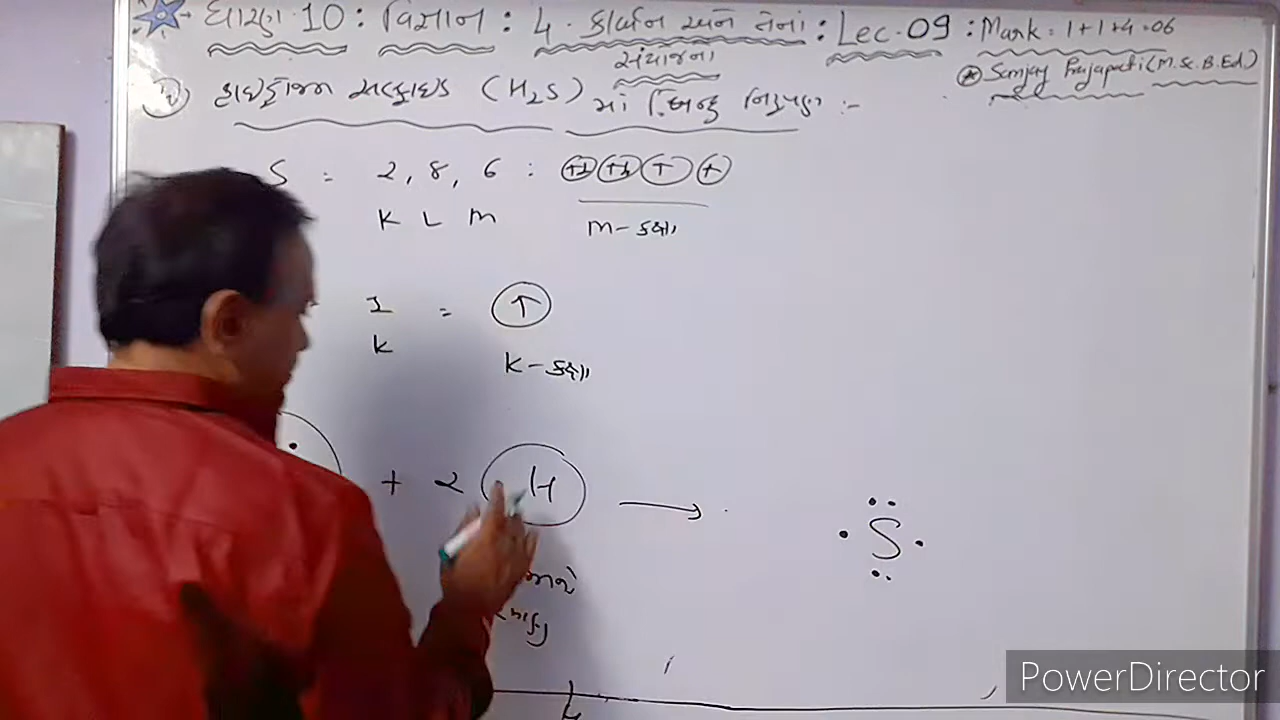 ધોરણ 10 : વિજ્ઞાન : 4. કાર્બન અને તેનાં સંયોજનો : Lec. 09 : Mark : 1+1+4=06
Sanjay Prajapati (M.Sc. B.Ed.)
હાઇડ્રોજન સલ્ફાઇડ (H₂S) માં બિન્દુ નિરૂપણ :-
S = 2, 8, 6 : ↑↓ ↑↓ ↑ ↑
K L M M-કક્ષા
1 = ↑
K K-કક્ષા
+ 2 H → S
PowerDirector